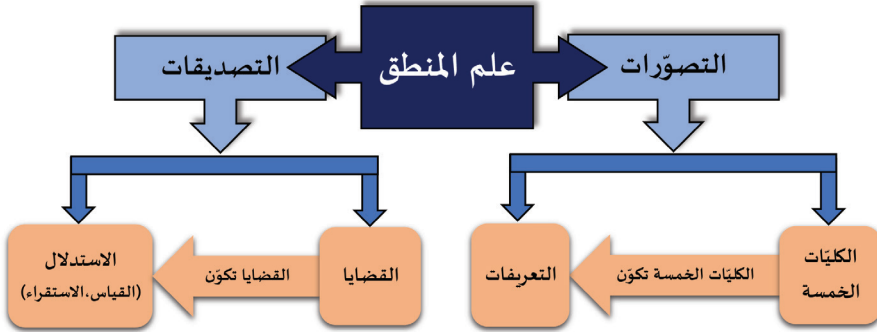 علم المنطق
التصوّرات
التصديقات
الكليّات
الخمسة
الكليّات الخمسة تكوّن
التعريفات
القضايا
القضايا تكوّن
الاستدلال
(القياس،الاستقراء)